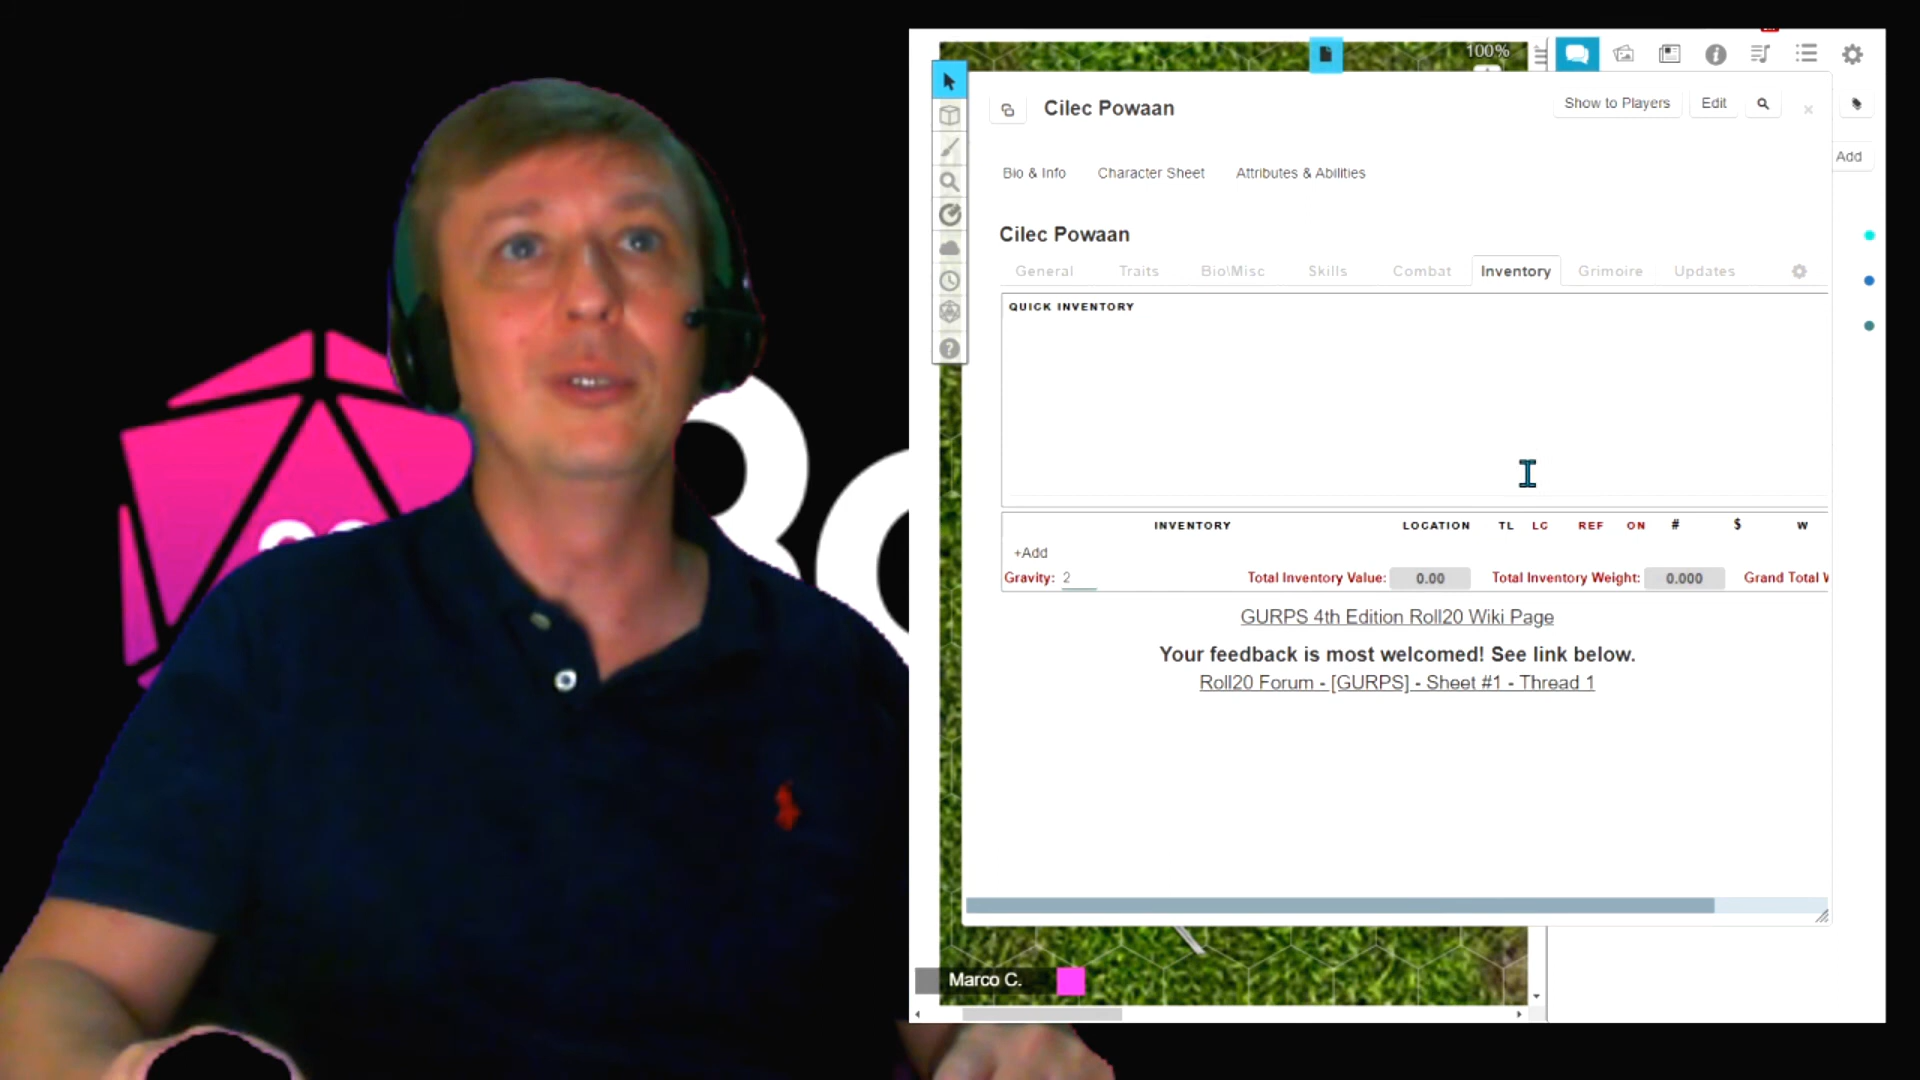 100%
Cilec Powaan
Show to Players
Edit
Add
Bio & Info
Character Sheet
Attributes & Abilities
Cilec Powaan
General
Traits
Bio\Misc
Skills
Combat
Inventory
Grimoire
Updates
QUICK INVENTORY
INVENTORY LOCATION TL LC REF ON # $ W
+Add
Gravity: 2 Total Inventory Value: 0.00 Total Inventory Weight: 0.000 Grand Total
GURPS 4th Edition Roll20 Wiki Page
Your feedback is most welcomed! See link below.
Roll20 Forum - [GURPS] - Sheet #1 - Thread 1
Marco C.